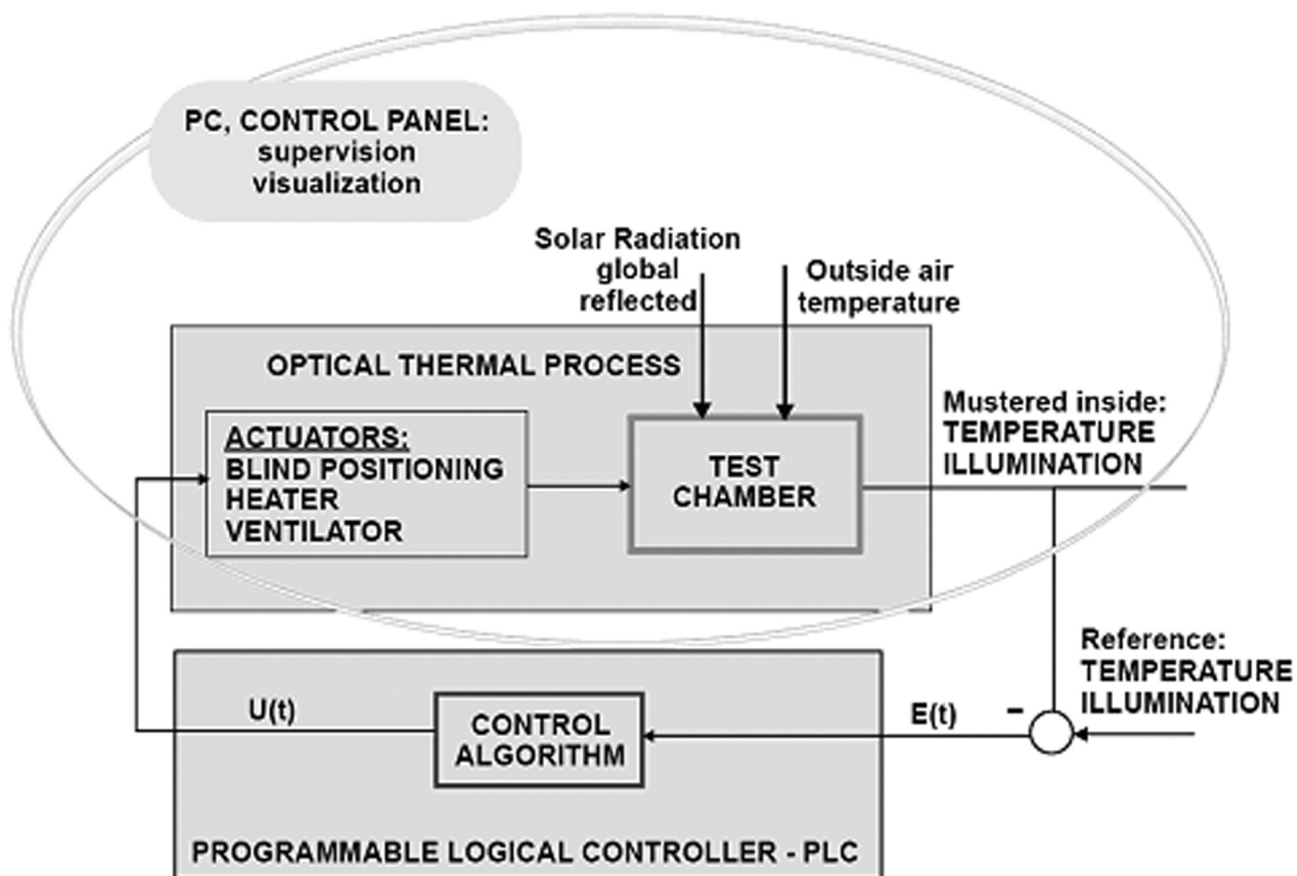 PC, CONTROL PANEL:
supervision
visualization
Solar Radiation
global
reflected
Outside air
temperature
OPTICAL THERMAL PROCESS
ACTUATORS:
BLIND POSITIONING
HEATER
VENTILATOR
TEST
CHAMBER
Mustered inside:
TEMPERATURE
ILLUMINATION
Reference:
TEMPERATURE
ILLUMINATION
U(t)
CONTROL
ALGORITHM
E(t)
-
PROGRAMMABLE LOGICAL CONTROLLER - PLC